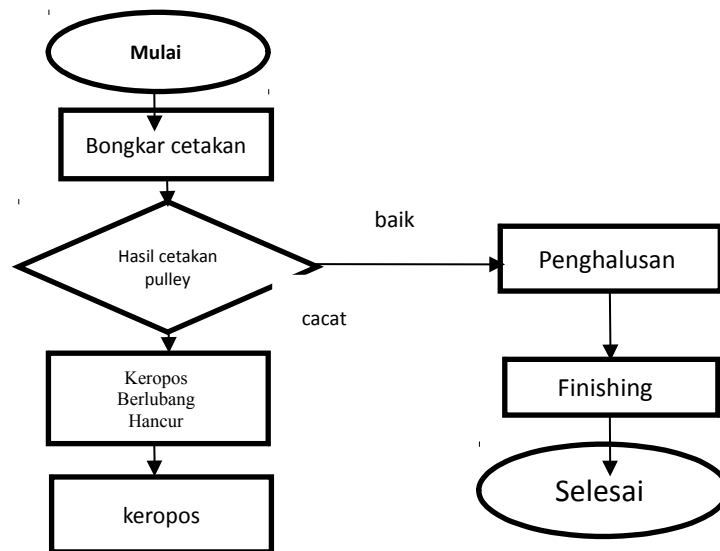 Mulai
Bongkar cetakan
Hasil cetakan
pulley
baik
cacat
Penghalusan
Keropos
Berlubang
Hancur
Finishing
keropos
Selesai